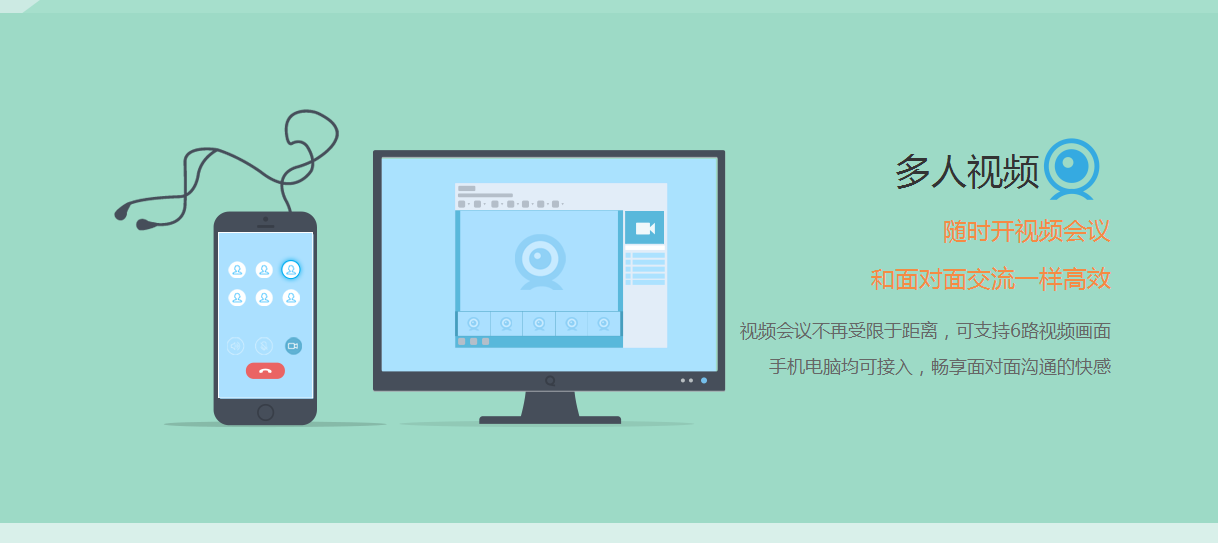 多人视频
随时开视频会议
和面对面交流一样高效
视频会议不再受限于距离，可支持6路视频画面
手机电脑均可接入，畅享面对面沟通的快感